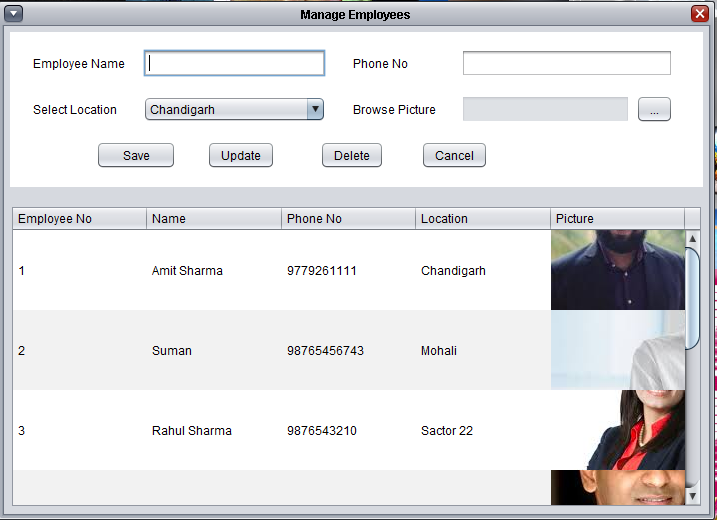 Manage Employees
Employee Name Phone No
Select Location Chandigarh Browse Picture ...
Save Update Delete Cancel
Employee No Name Phone No Location Picture
1 Amit Sharma 9779261111 Chandigarh
2 Suman 98765456743 Mohali
3 Rahul Sharma 9876543210 Sactor 22